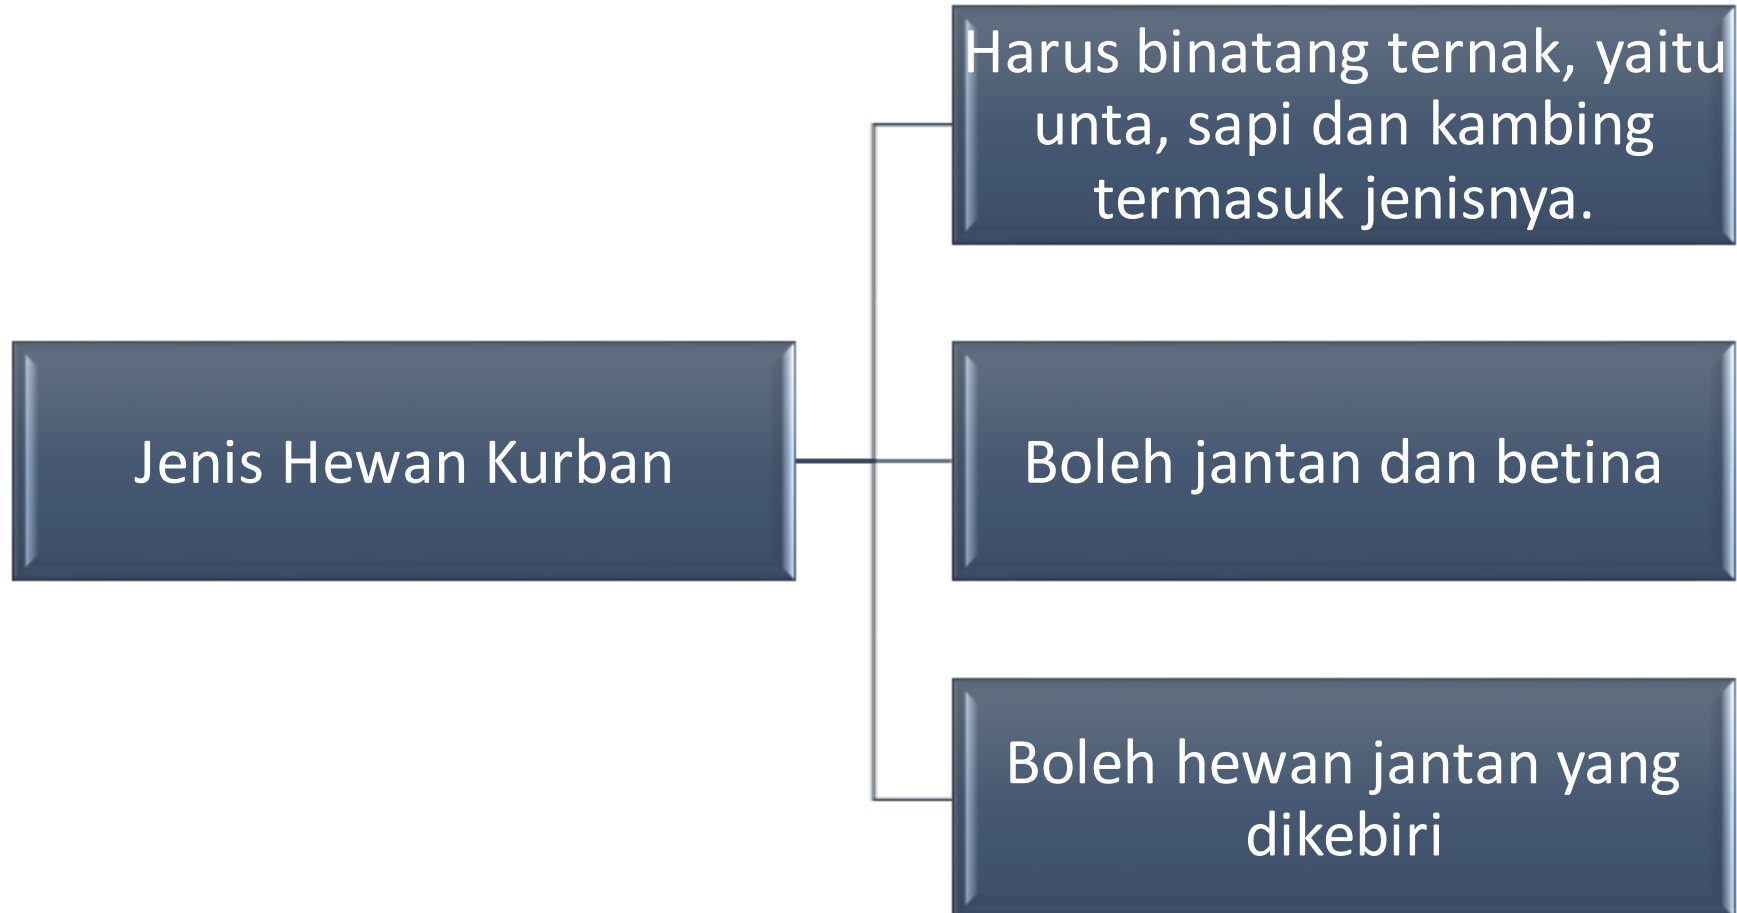 Jenis Hewan Kurban
Harus binatang ternak, yaitu
unta, sapi dan kambing
termasuk jenisnya.
Boleh jantan dan betina
Boleh hewan jantan yang
dikebiri